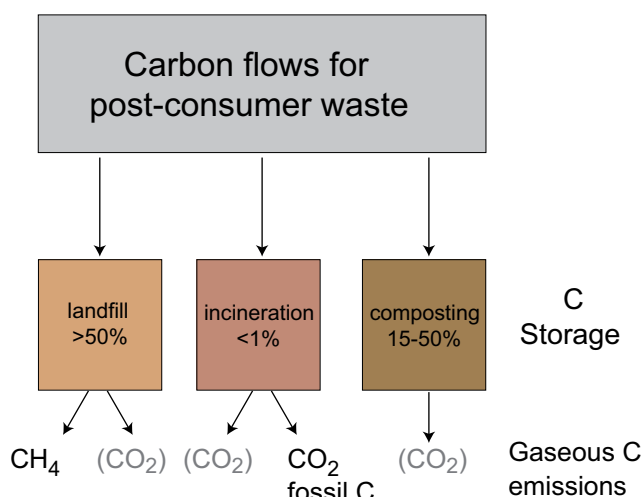 Carbon flows for
post-consumer waste
landfill
>50%
incineration
<1%
composting
15-50%
C
Storage
CH4
(CO2)
(CO2)
CO2
fossil C
(CO2)
Gaseous C
emissions